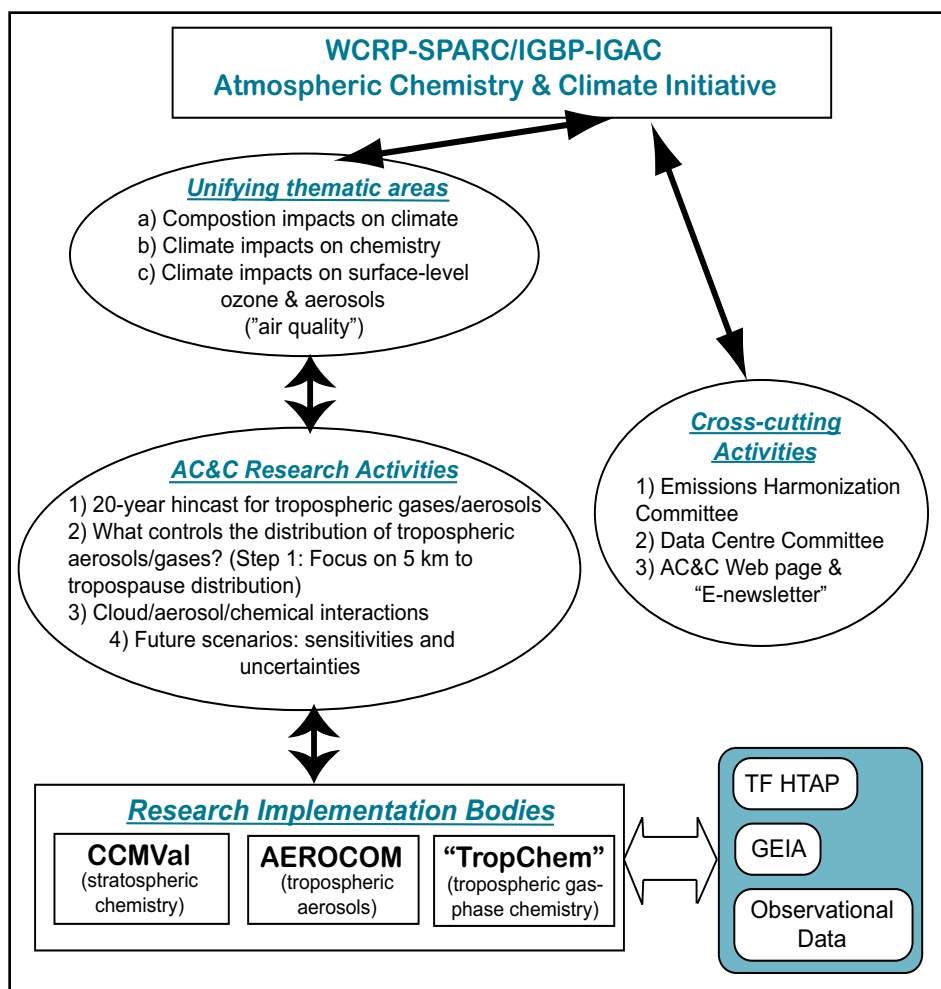 WCRP-SPARC/IGBP-IGAC
Atmospheric Chemistry & Climate Initiative
Unifying thematic areas
a) Compostion impacts on climate
b) Climate impacts on chemistry
c) Climate impacts on surface-level
ozone & aerosols
("air quality")
AC&C Research Activities
1) 20-year hincast for tropospheric gases/aerosols
2) What controls the distribution of tropospheric
aerosols/gases? (Step 1: Focus on 5 km to
tropospause distribution)
3) Cloud/aerosol/chemical interactions
4) Future scenarios: sensitivities and
uncertainties
Cross-cutting
Activities
1) Emissions Harmonization
Committee
2) Data Centre Committee
3) AC&C Web page &
“E-newsletter”
Research Implementation Bodies
CCMVal
(stratospheric
chemistry)
AEROCOM
(tropospheric
aerosols)
“TropChem”
(tropospheric gas-
phase chemistry)
TF HTAP
GEIA
Observational
Data